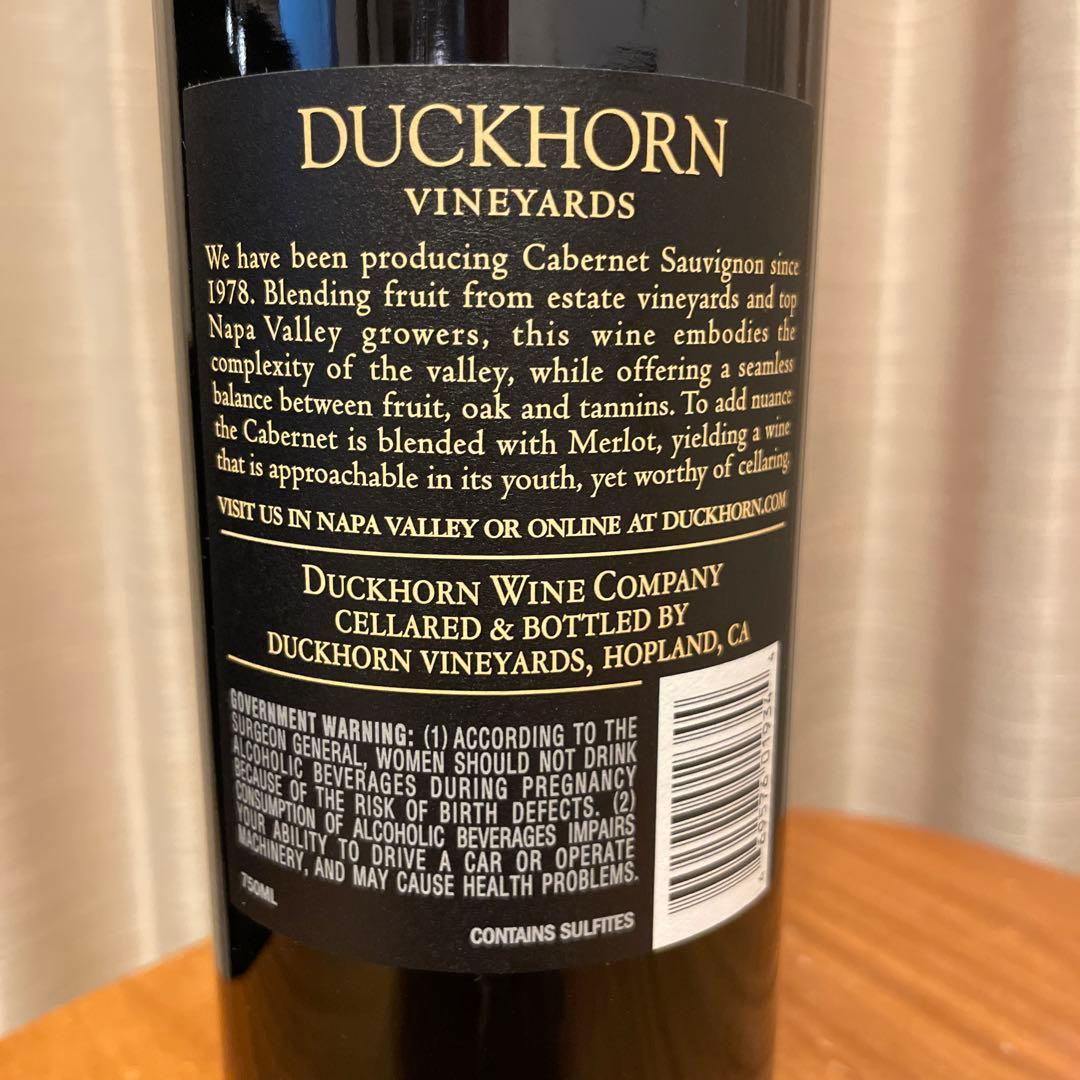 DUCKHORN
VINEYARDS
We have been producing Cabernet Sauvignon since
1978. Blending fruit from estate vineyards and top
Napa Valley growers, this wine embodies the
complexity of the valley, while offering a seamless
balance between fruit, oak and tannins. To add nuance
the Cabernet is blended with Merlot, yielding a wine
that is approachable in its youth, yet worthy of cellaring.
VISIT US IN NAPA VALLEY OR ONLINE AT DUCKHORN.COM
DUCKHORN WINE COMPANY
CELLARED & BOTTLED BY
DUCKHORN VINEYARDS, HOPLAND, CA
GOVERNMENT WARNING: (1) ACCORDING TO THE
SURGEON GENERAL, WOMEN SHOULD NOT DRINK
ALCOHOLIC BEVERAGES DURING PREGNANCY
BECAUSE OF THE RISK OF BIRTH DEFECTS. (2)
CONSUMPTION OF ALCOHOLIC BEVERAGES IMPAIRS
YOUR ABILITY TO DRIVE A CAR OR OPERATE
MACHINERY, AND MAY CAUSE HEALTH PROBLEMS.
750ML
CONTAINS SULFITES